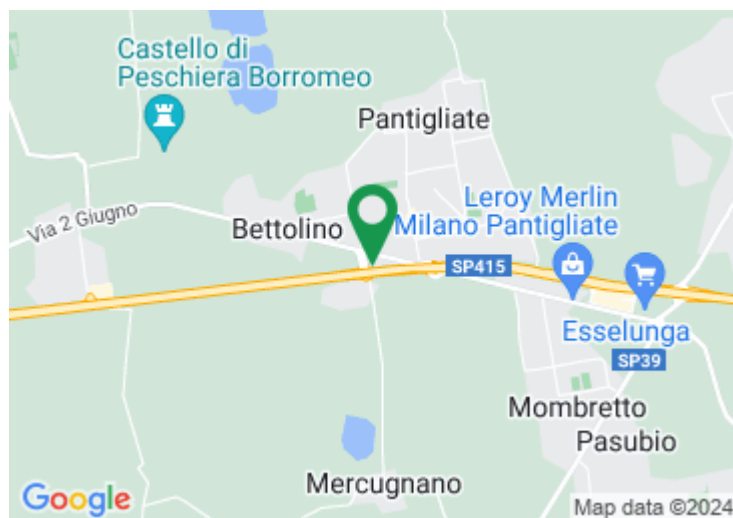 Castello di
Peschiera Borromeo
Pantigliate
Via 2 Giugno
Bettolino
Leroy Merlin
Milano Pantigliate
SP415
Esselunga
SP39
Mombretto
Pasubio
Mercugnano
Google
Map data ©2024